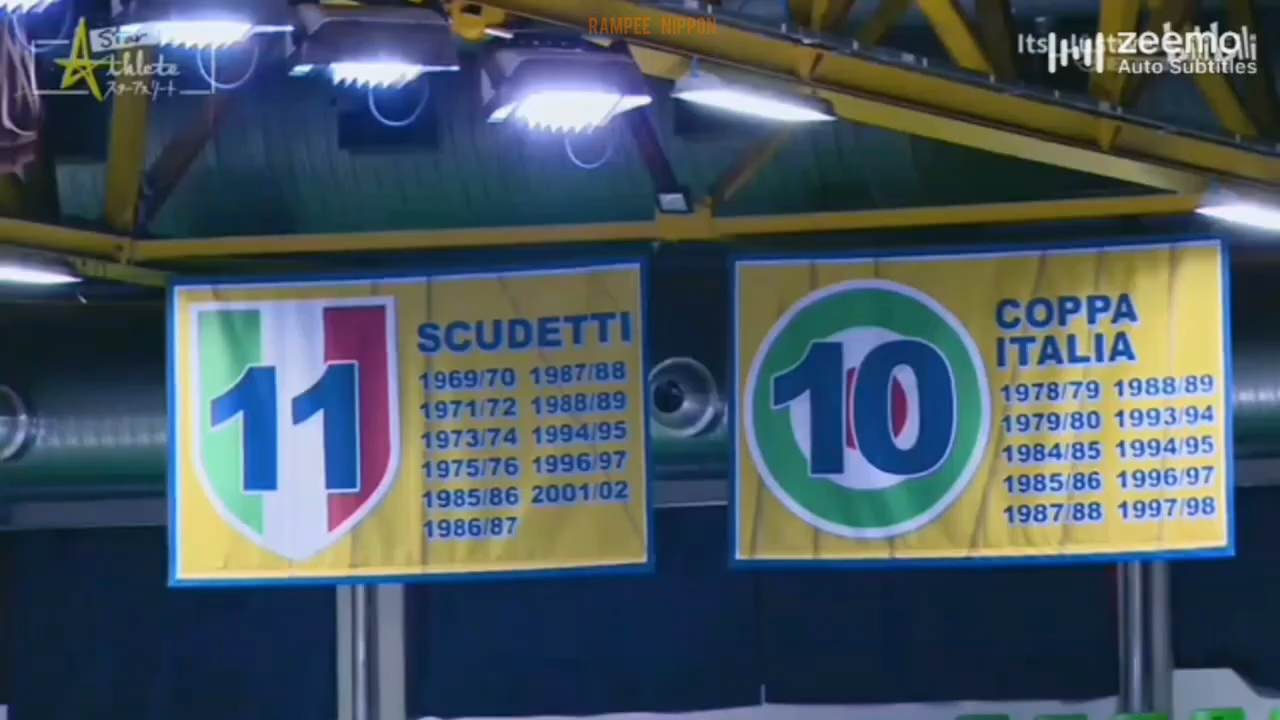 RAMPEE NIPPON
Star
Athlete
スターアスリート
zeemo
Auto Subtitles
11
SCUDETTI
1969/70 1987/88
1971/72 1988/89
1973/74 1994/95
1975/76 1996/97
1985/86 2001/02
1986/87
10
COPPA
ITALIA
1978/79 1988/89
1979/80 1993/94
1984/85 1994/95
1985/86 1996/97
1987/88 1997/98